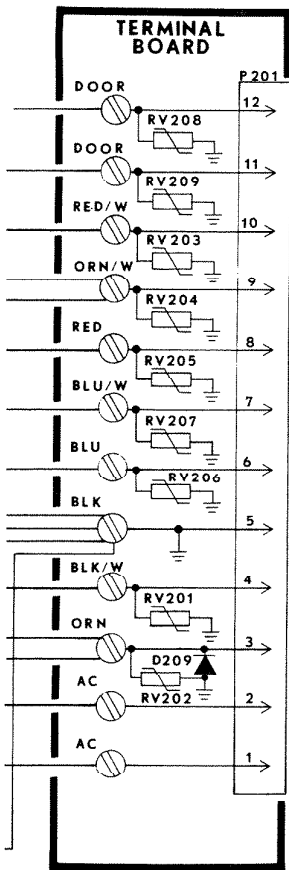 TERMINAL
BOARD
P201
DOOR
12
RV208
DOOR
11
RV209
RED/W
10
RV203
ORN/W
9
RV204
RED
8
RV205
BLU/W
7
RV207
BLU
6
RV206
BLK
5
BLK/W
4
RV201
ORN
3
D209
RV202
AC
2
AC
1